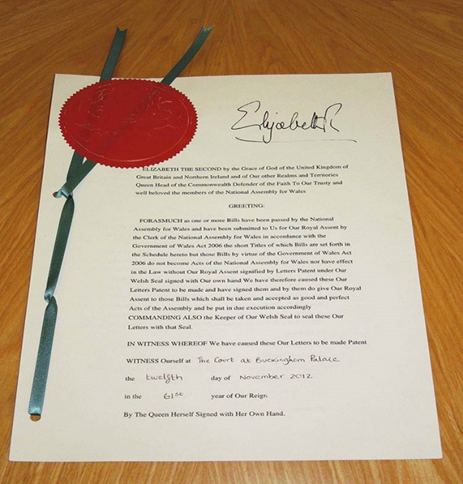 Elizabeth R
ELIZABETH THE SECOND by the Grace of God of the United Kingdom of
Great Britain and Northern Ireland and of Our other Realms and Territories
Queen Head of the Commonwealth Defender of the Faith To Our Trusty and
well beloved the members of the National Assembly for Wales
GREETING:
FORASMUCH as one or more Bills have been passed by the National
Assembly for Wales and have been submitted to Us for Our Royal Assent by
the Clerk of the National Assembly for Wales in accordance with the
Government of Wales Act 2006 the short Titles of which Bills are set forth in
the Schedule hereto but those Bills by virtue of the Government of Wales Act
2006 do not become Acts of the National Assembly for Wales nor have effect
in the Law without Our Royal Assent signified by Letters Patent under Our
Welsh Seal signed with Our own hand We have therefore caused these Our
Letters Patent to be made and have signed them and by them do give Our Royal
Assent to those Bills which shall be taken and accepted as good and perfect
Acts of the Assembly and be put in due execution accordingly
COMMANDING ALSO the Keeper of Our Welsh Seal to seal these Our
Letters with that Seal.
IN WITNESS WHEREOF We have caused these Our Letters to be made Patent
WITNESS Ourself at The Court at Buckingham Palace
the twelfth day of November 2012
in the 61st year of Our Reign.
By The Queen Herself Signed with Her Own Hand.